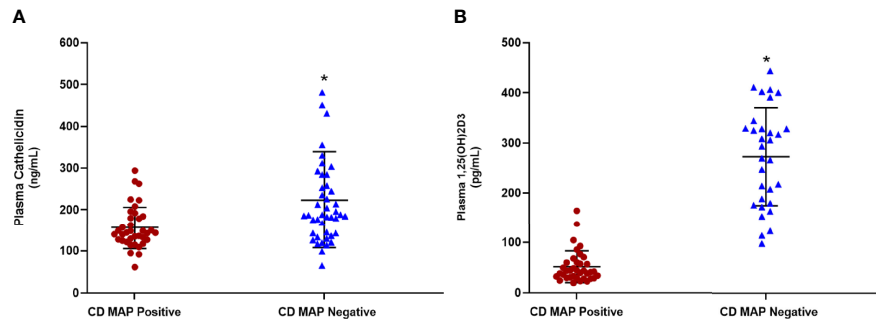 A
Plasma Cathelicidin
(ng/mL)
600
500
400
300
200
100
0
*
CD MAP Positive
CD MAP Negative
B
Plasma 1,25(OH)2D3
(pg/mL)
500
400
300
200
100
0
*
CD MAP Positive
CD MAP Negative